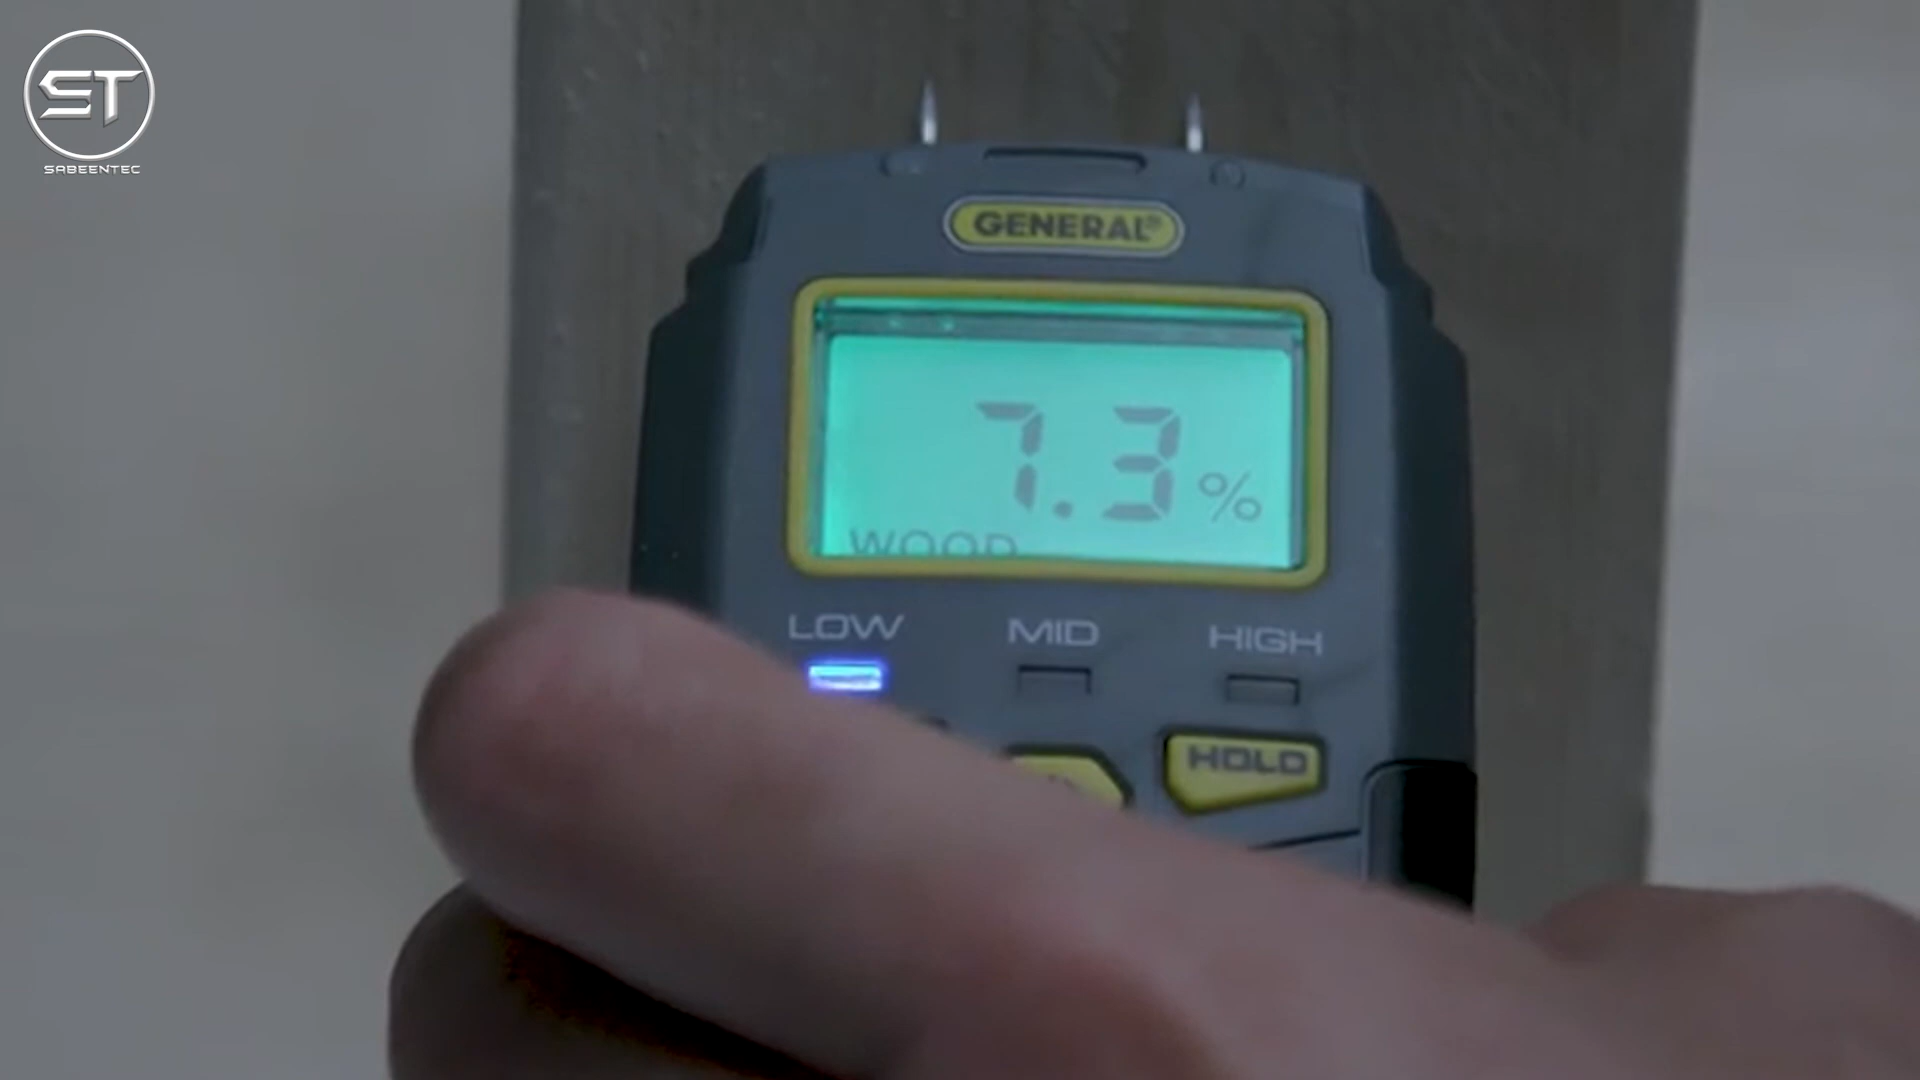 ST
SABEENTEC
GENERAL®
7.3 %
WOOD
LOW MID HIGH
HOLD